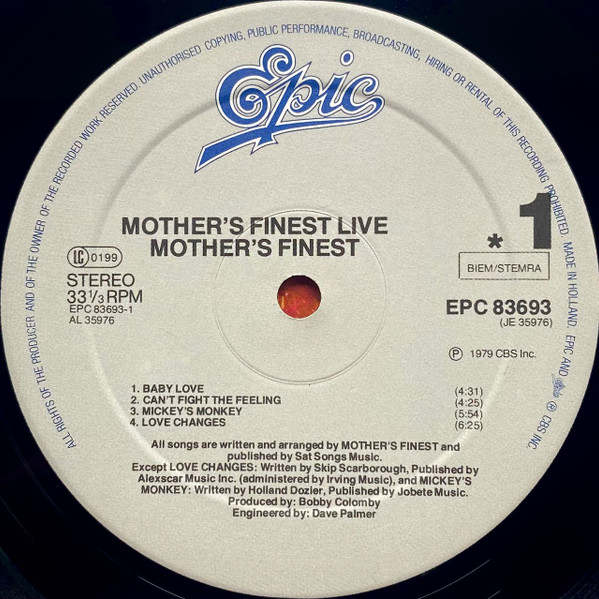 ALL RIGHTS OF THE PRODUCER AND OF THE OWNER OF THE RECORDED WORK RESERVED. UNAUTHORISED COPYING, PUBLIC PERFORMANCE, BROADCASTING, HIRING OR RENTAL OF THIS RECORDING PROHIBITED. MADE IN HOLLAND. EPIC AND Epic ℗ CBS INC.
Epic
MOTHER'S FINEST LIVE
MOTHER'S FINEST
* 1
LC 0199
BIEM/STEMRA
STEREO
33 1/3 RPM
EPC 83693-1
AL 35976
EPC 83693
(JE 35976)
℗ 1979 CBS Inc.
1. BABY LOVE (4:31)
2. CAN'T FIGHT THE FEELING (4:25)
3. MICKEY'S MONKEY (5:54)
4. LOVE CHANGES (6:25)
All songs are written and arranged by MOTHER'S FINEST and
published by Sat Songs Music.
Except LOVE CHANGES: Written by Skip Scarborough, Published by
Alexscar Music Inc. (administered by Irving Music), and MICKEY'S
MONKEY: Written by Holland Dozier, Published by Jobete Music.
Produced by: Bobby Colomby
Engineered by: Dave Palmer